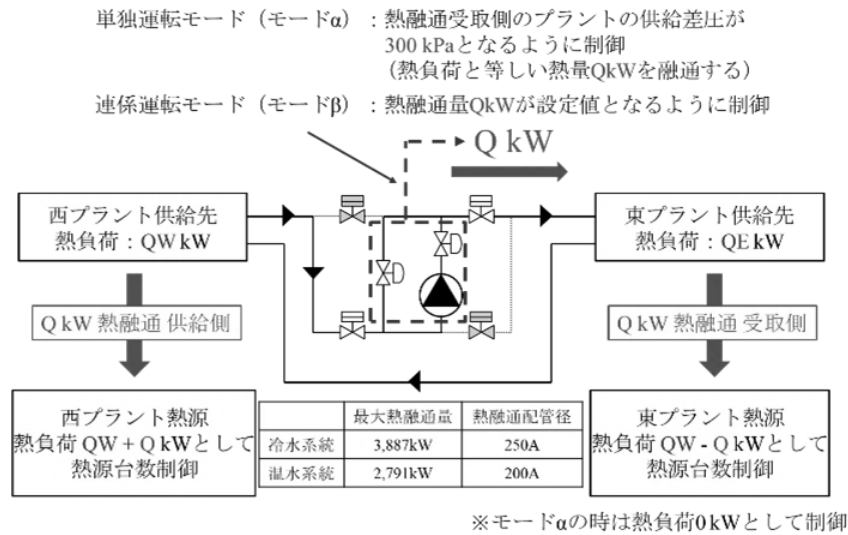 単独運転モード（モードα）：熱融通受取側のプラントの供給差圧が
300 kPaとなるように制御
（熱負荷と等しい熱量QkWを融通する）
連係運転モード（モードβ）：熱融通量QkWが設定値となるように制御
Q kW
西プラント供給先
熱負荷：QW kW
東プラント供給先
熱負荷：QE kW
Q kW 熱融通 供給側
Q kW 熱融通 受取側
西プラント熱源
熱負荷 QW + Q kWとして
熱源台数制御
最大熱融通量 熱融通配管径
冷水系統 3,887kW 250A
温水系統 2,791kW 200A
東プラント熱源
熱負荷 QW - Q kWとして
熱源台数制御
※モードαの時は熱負荷0 kWとして制御